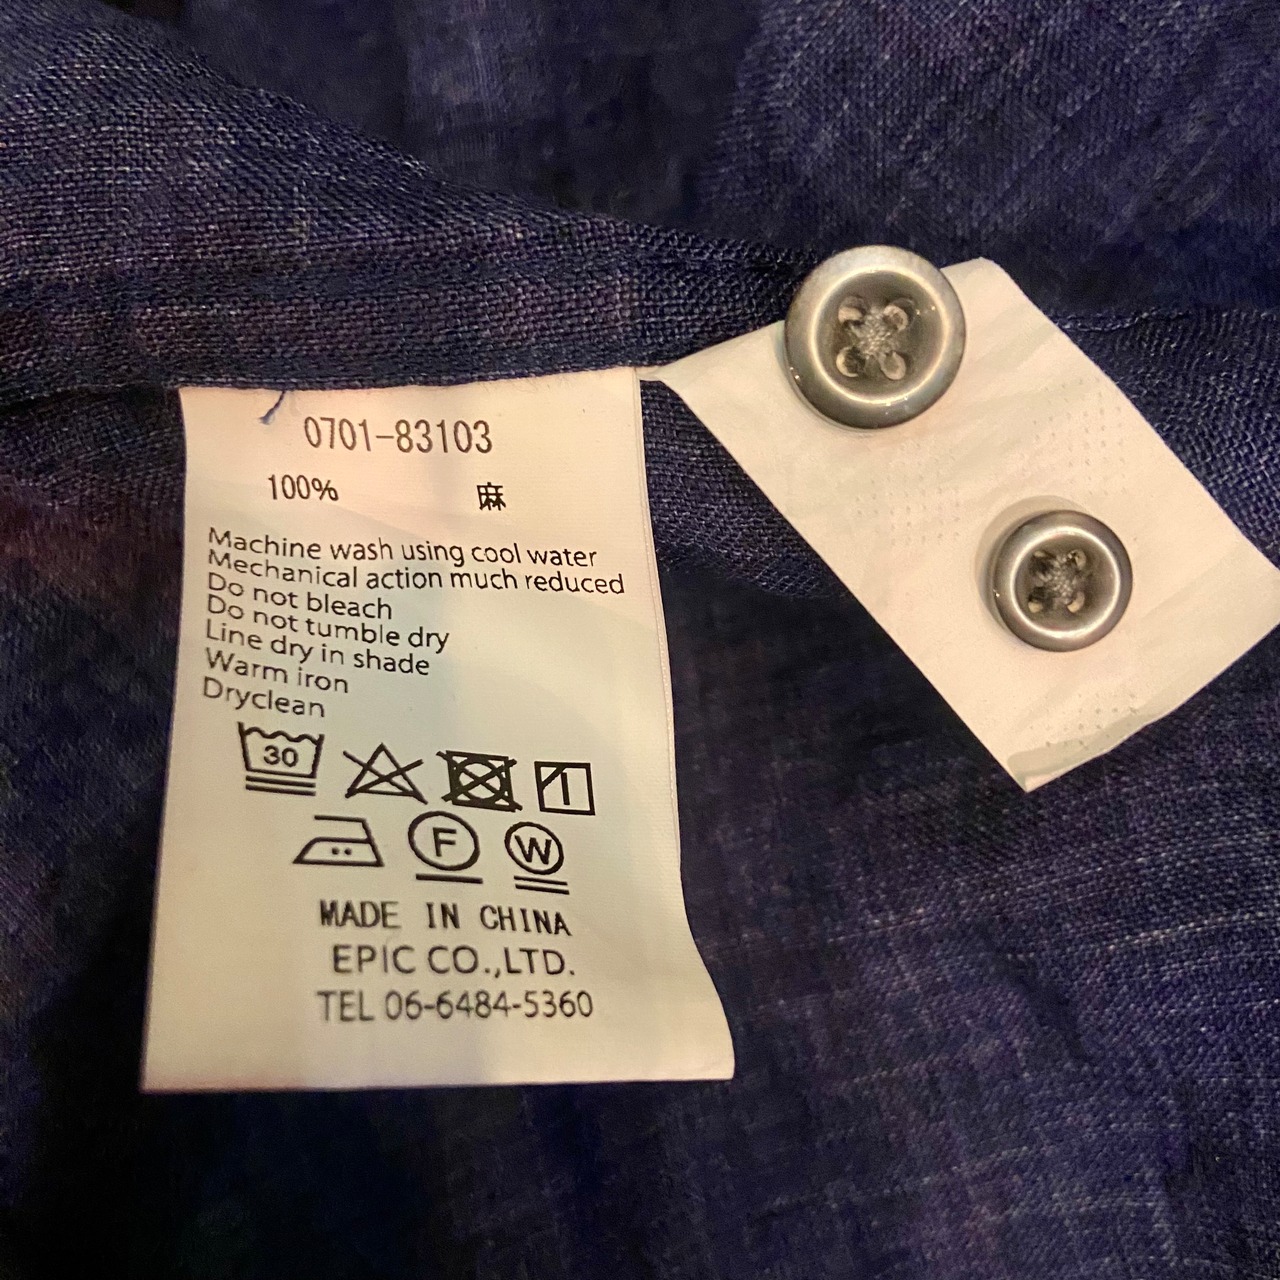 0701-83103
100% 麻
Machine wash using cool water
Mechanical action much reduced
Do not bleach
Do not tumble dry
Line dry in shade
Warm iron
Dryclean
30
F W
MADE IN CHINA
EPIC CO.,LTD.
TEL 06-6484-5360